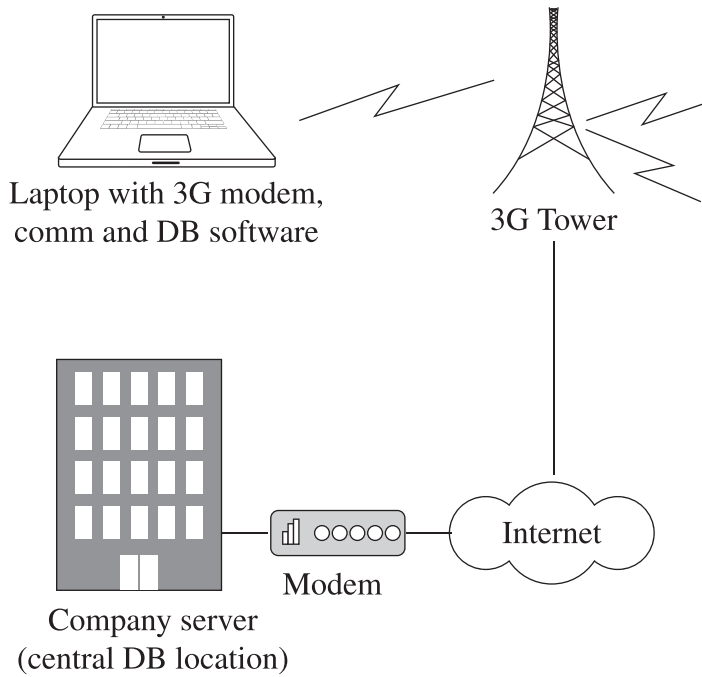 Laptop with 3G modem,
comm and DB software
3G Tower
Internet
Modem
Company server
(central DB location)